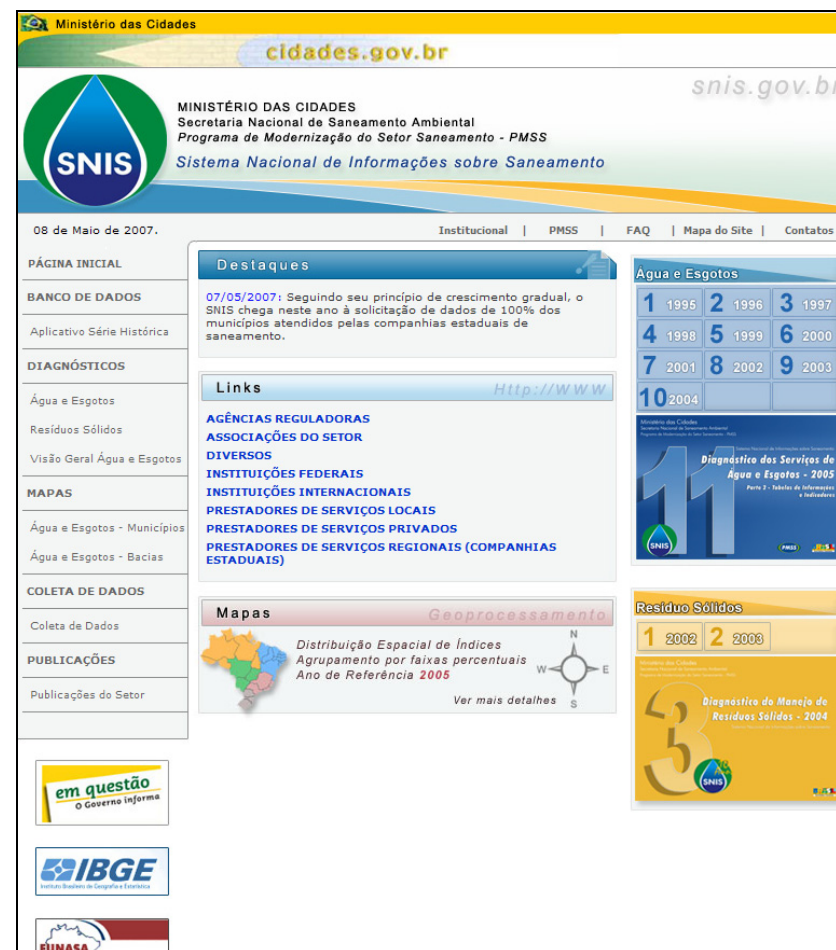 Ministério das Cidades
cidades.gov.br
snis.gov.br
MINISTÉRIO DAS CIDADES
Secretaria Nacional de Saneamento Ambiental
Programa de Modernização do Setor Saneamento - PMSS
SNIS
Sistema Nacional de Informações sobre Saneamento
08 de Maio de 2007.
Institucional | PMSS | FAQ | Mapa do Site | Contatos
PÁGINA INICIAL
BANCO DE DADOS
Aplicativo Série Histórica
DIAGNÓSTICOS
Água e Esgotos
Resíduos Sólidos
Visão Geral Água e Esgotos
MAPAS
Água e Esgotos - Municípios
Água e Esgotos - Bacias
COLETA DE DADOS
Coleta de Dados
PUBLICAÇÕES
Publicações do Setor
em questão
O Governo informa
IBGE
Instituto Brasileiro de Geografia e Estatística
FUNASA
Destaques
07/05/2007: Seguindo seu princípio de crescimento gradual, o
SNIS chega neste ano à solicitação de dados de 100% dos
municípios atendidos pelas companhias estaduais de
saneamento.
Links Http://WWW
AGÊNCIAS REGULADORAS
ASSOCIAÇÕES DO SETOR
DIVERSOS
INSTITUIÇÕES FEDERAIS
INSTITUIÇÕES INTERNACIONAIS
PRESTADORES DE SERVIÇOS LOCAIS
PRESTADORES DE SERVIÇOS PRIVADOS
PRESTADORES DE SERVIÇOS REGIONAIS (COMPANHIAS
ESTADUAIS)
Mapas Geoprocessamento
Distribuição Espacial de Índices
Agrupamento por faixas percentuais
Ano de Referência 2005
Ver mais detalhes
N
W E
S
Água e Esgotos
1 1995 2 1996 3 1997
4 1998 5 1999 6 2000
7 2001 8 2002 9 2003
10 2004
11
Diagnóstico dos Serviços de
Água e Esgotos - 2005
Parte 2 - Tabelas de Informações
e Indicadores
SNIS
PMSS
Resíduo Sólidos
1 2002 2 2003
3
Diagnóstico do Manejo de
Resíduos Sólidos - 2004
SNIS